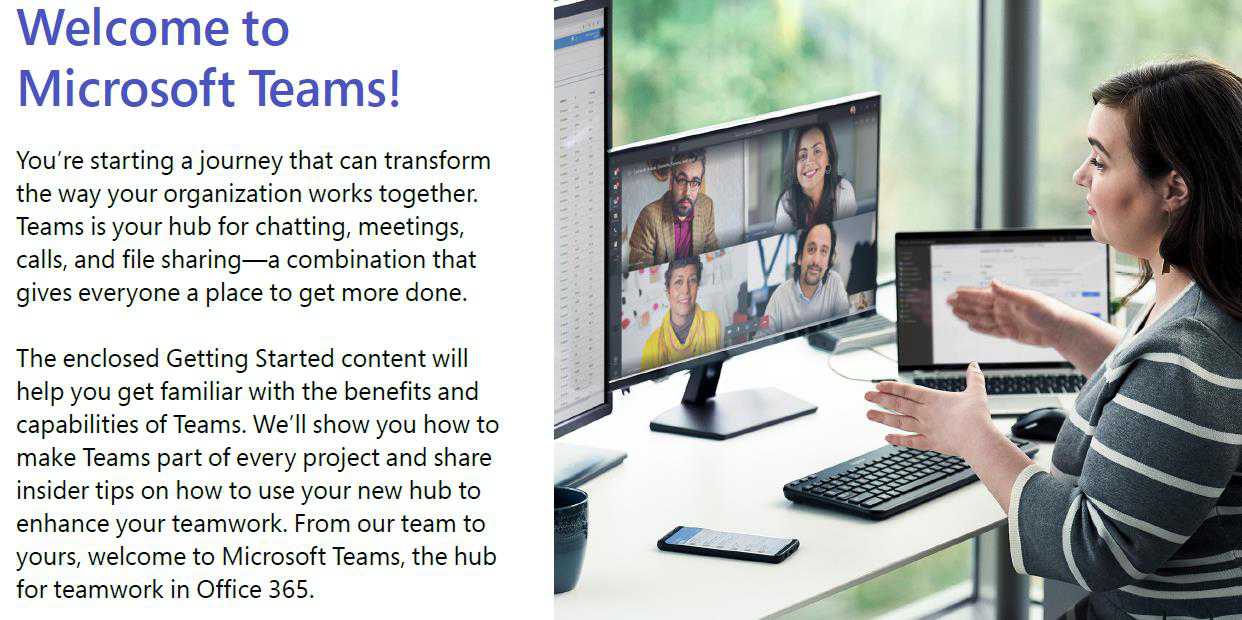 Welcome to
Microsoft Teams!
You’re starting a journey that can transform
the way your organization works together.
Teams is your hub for chatting, meetings,
calls, and file sharing—a combination that
gives everyone a place to get more done.
The enclosed Getting Started content will
help you get familiar with the benefits and
capabilities of Teams. We’ll show you how to
make Teams part of every project and share
insider tips on how to use your new hub to
enhance your teamwork. From our team to
yours, welcome to Microsoft Teams, the hub
for teamwork in Office 365.